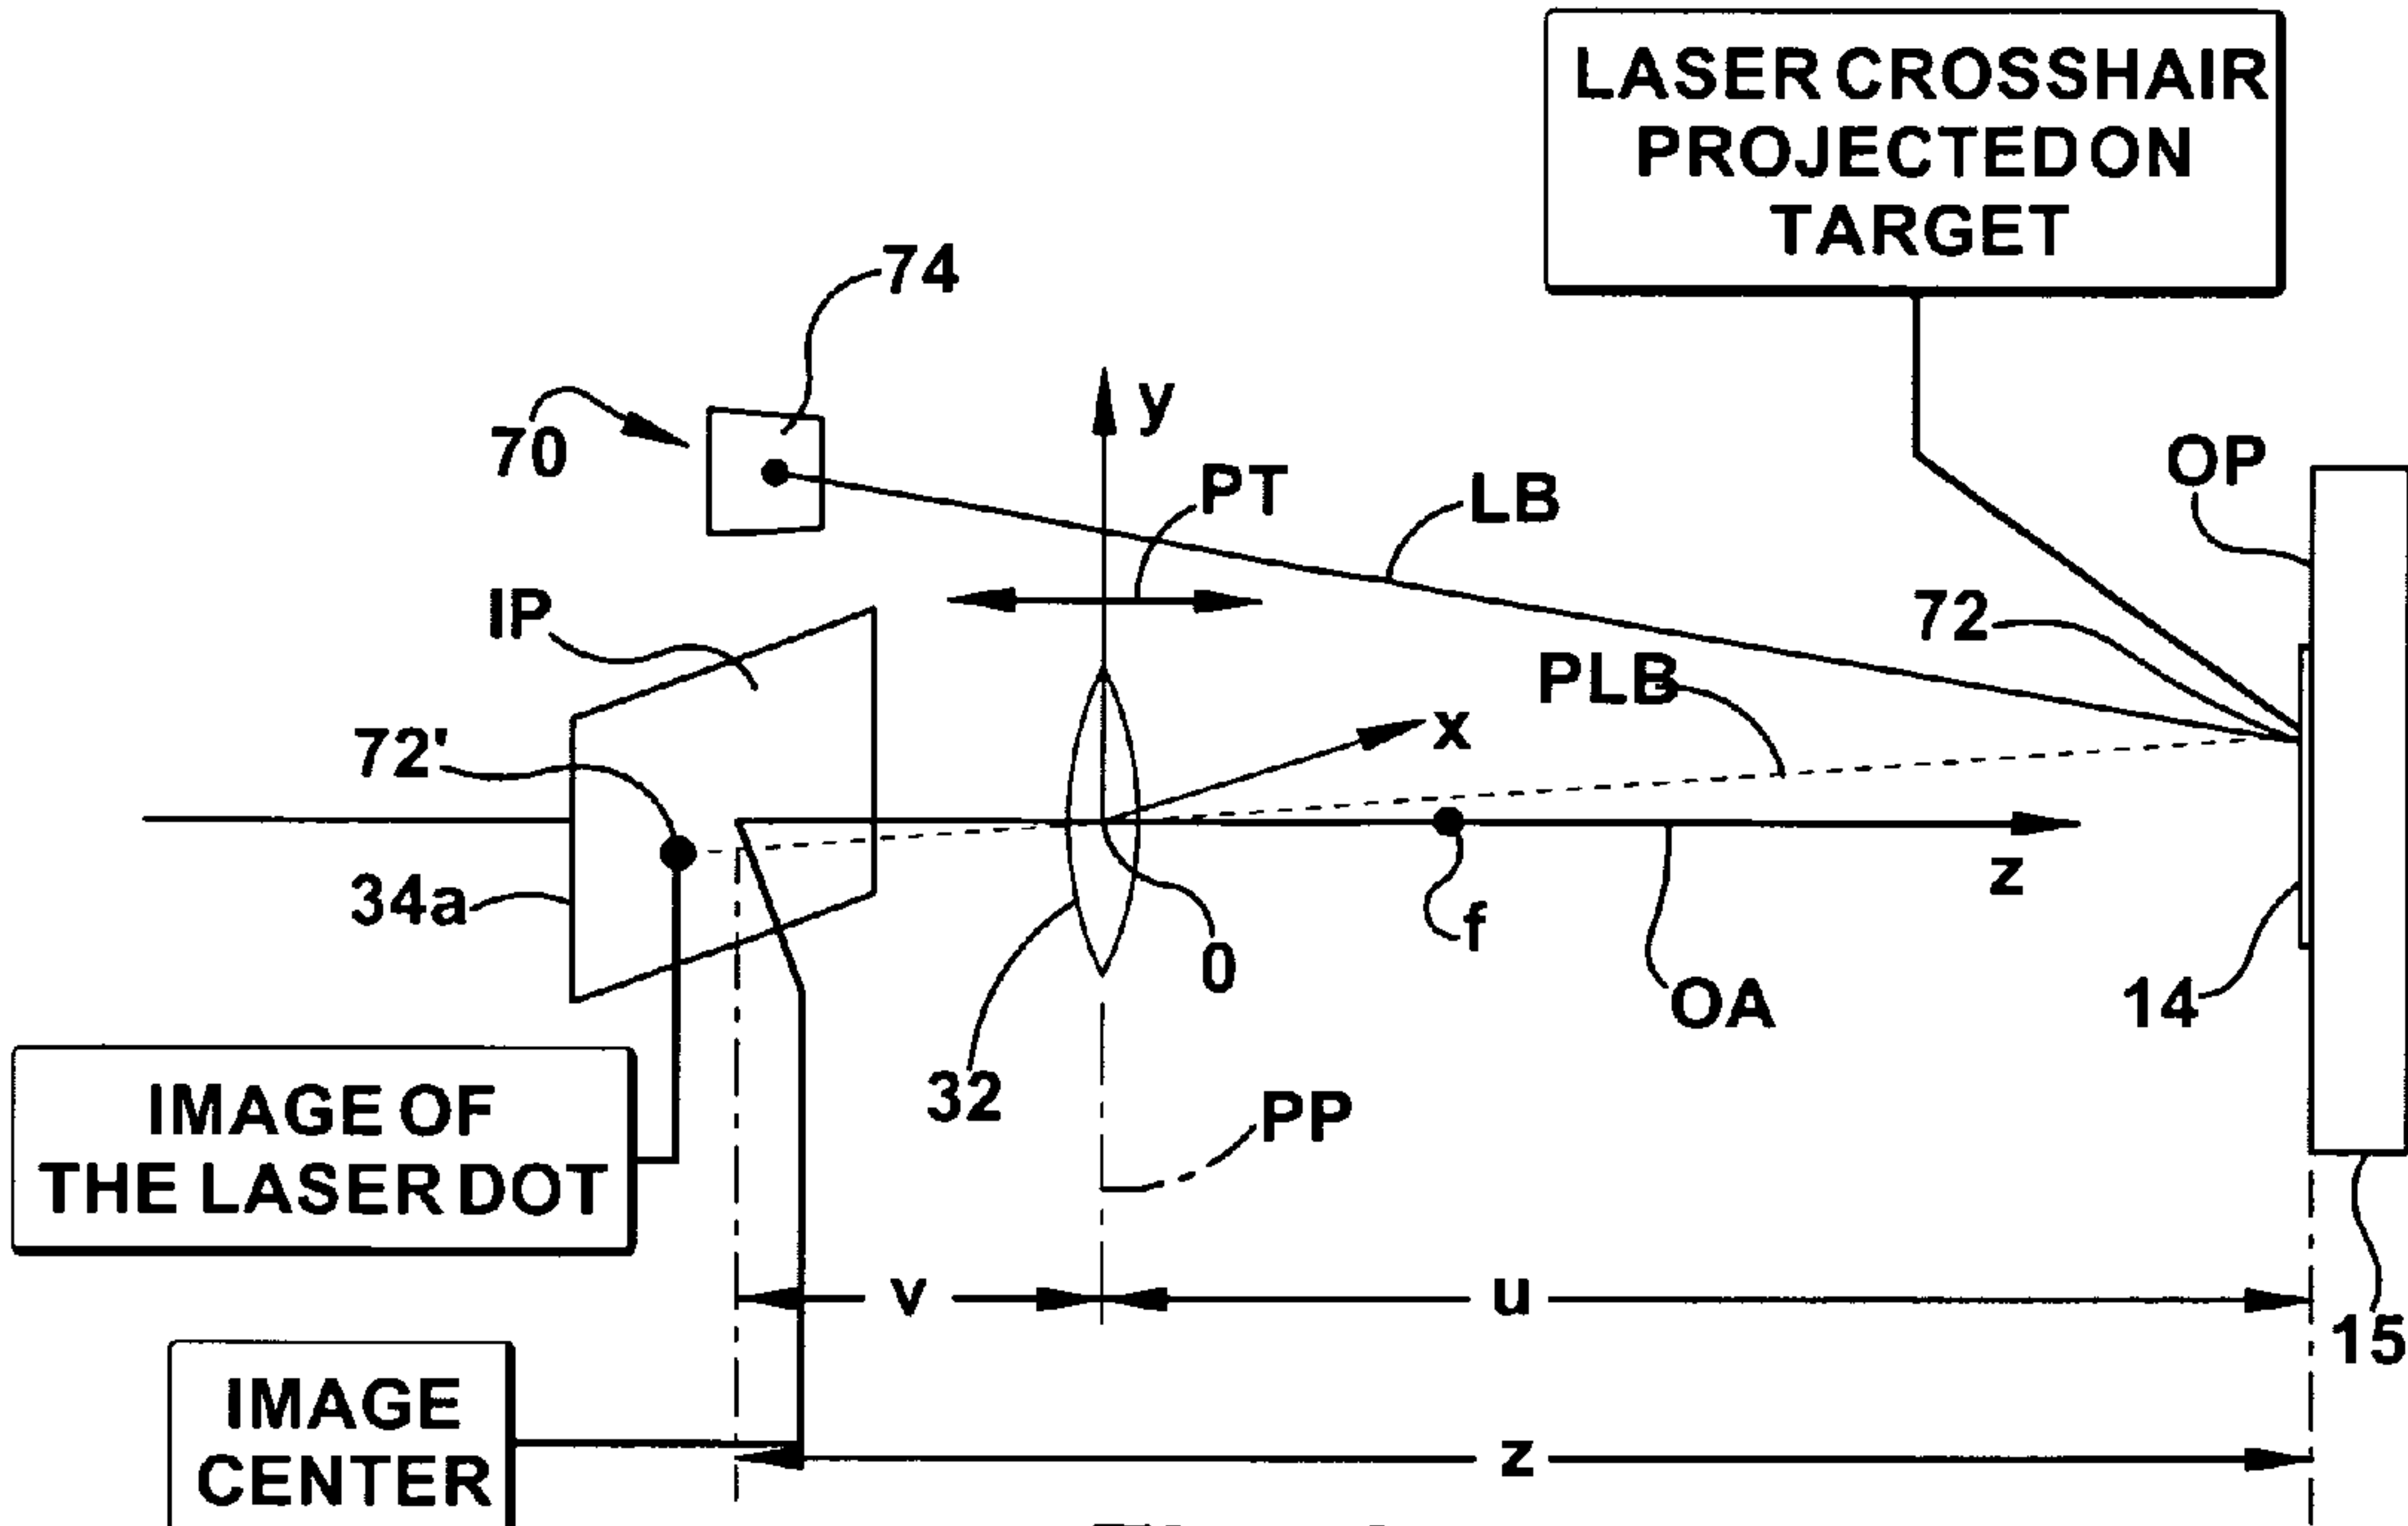 LASER CROSSHAIR
PROJECTED ON
TARGET
74
70
y
PT
LB
OP
IP
72
PLB
x
72'
34a
z
f
0
OA
14
32
PP
IMAGE OF
THE LASER DOT
v
u
15
IMAGE
CENTER
z